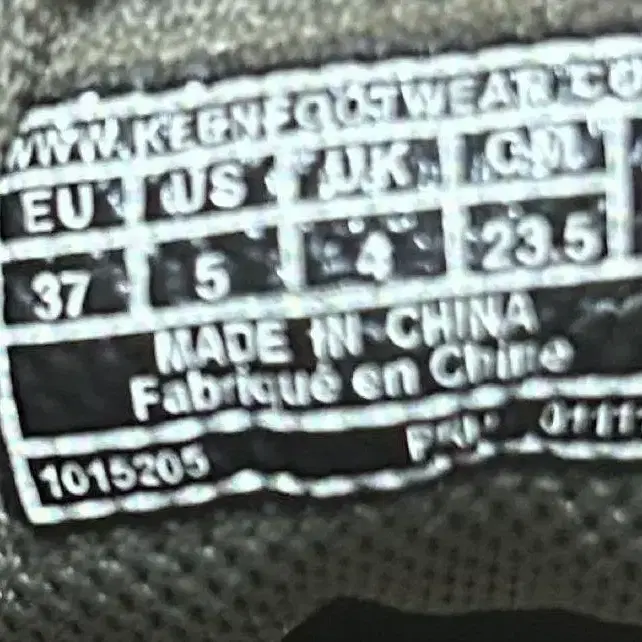 WWW.KEENFOOTWEAR.CO
EU US UK CM
37 5 4 23.5
MADE IN CHINA
Fabriqué en Chine
1015205